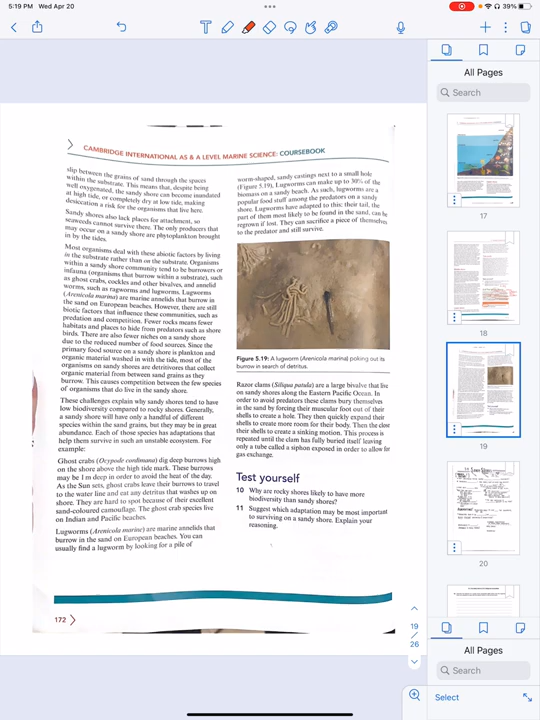 5:19 PM Wed Apr 20
39%
All Pages
Search
CAMBRIDGE INTERNATIONAL AS & A LEVEL MARINE SCIENCE: COURSEBOOK
slip between the grains of sand through the spaces
within the substrate. This means that, despite being
well oxygenated, the sandy shore can become inundated
at high tide, or completely dry at low tide, making
desiccation a risk for the organisms that live here.
Sandy shores also lack places for attachment, so
seaweeds cannot survive there. The only producers that
may occur on a sandy shore are phytoplankton brought
in by the tides.
Most organisms deal with these abiotic factors by living
in the substrate rather than on the substrate. Organisms
within a sandy shore community tend to be burrowers or
infauna (organisms that burrow within a substrate), such
as ghost crabs, cockles and other bivalves, and annelid
worms, such as ragworms and lugworms. Lugworms
(Arenicola marine) are marine annelids that burrow in
the sand on European beaches. However, there are still
biotic factors that influence these communities, such as
predation and competition. Fewer rocks means fewer
habitats and places to hide from predators such as shore
birds. There are also fewer niches on a sandy shore
due to the reduced number of food sources. Since the
primary food source on a sandy shore is plankton and
organic material washed in with the tide, most of the
organisms on sandy shores are detritivores that collect
organic material from between sand grains as they
burrow. This causes competition between the few species
of organisms that do live in the sandy shore.
These challenges explain why sandy shores tend to have
low biodiversity compared to rocky shores. Generally,
a sandy shore will have only a handful of different
species within the sand grains, but they may be in great
abundance. Each of those species has adaptations that
help them survive in such an unstable ecosystem. For
example:
Ghost crabs (Ocypode cordimana) dig deep burrows high
on the shore above the high tide mark. These burrows
may be 1 m deep in order to avoid the heat of the day.
As the Sun sets, ghost crabs leave their burrows to travel
to the water line and eat any detritus that washes up on
shore. They are hard to spot because of their excellent
sand-coloured camouflage. The ghost crab species live
on Indian and Pacific beaches.
Lugworms (Arenicola marine) are marine annelids that
burrow in the sand on European beaches. You can
usually find a lugworm by looking for a pile of
172
worm-shaped, sandy castings next to a small hole
(Figure 5.19). Lugworms can make up to 30% of the
biomass on a sandy beach. As such, lugworms are a
popular food stuff among the predators on a sandy
shore. Lugworms have adapted to this: their tail, the
part of them most likely to be found in the sand, can be
regrown if lost. They can sacrifice a piece of themselves
to the predator and still survive.
Figure 5.19: A lugworm (Arenicola marina) poking out its
burrow in search of detritus.
Razor clams (Siliqua patula) are a large bivalve that live
on sandy shores along the Eastern Pacific Ocean. In
order to avoid predators these clams bury themselves
in the sand by forcing their muscular foot out of their
shells to create a hole. They then quickly expand their
shells to create more room for their body. Then the close
their shells to create a sinking motion. This process is
repeated until the clam has fully buried itself leaving
only a tube called a siphon exposed in order to allow for
gas exchange.
Test yourself
10 Why are rocky shores likely to have more
biodiversity than sandy shores?
11 Suggest which adaptation may be most important
to surviving on a sandy shore. Explain your
reasoning.
19
/
26
17
18
19
20
All Pages
Search
Select